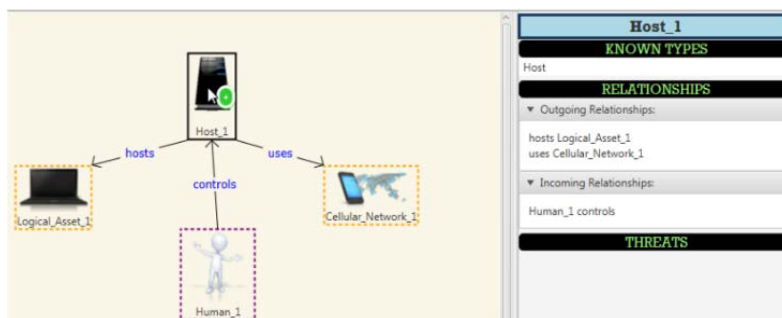 Host_1
hosts
uses
controls
Logical_Asset_1
Cellular_Network_1
Human_1
Host_1
KNOWN TYPES
Host
RELATIONSHIPS
Outgoing Relationships:
hosts Logical_Asset_1
uses Cellular_Network_1
Incoming Relationships:
Human_1 controls
THREATS